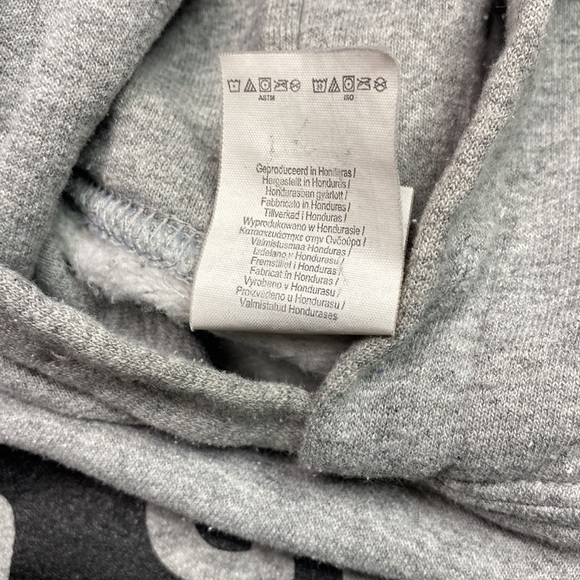 ASTM ISO
Geproduceerd in Honduras /
Hergestellt in Honduras /
Hondurasban gyártott /
Fabbricato in Honduras /
Tillverkad i Honduras /
Wyprodukowano w Hondurasie /
Κατασκευάστηκε στην Ονδούρα /
Valmistusmaa Honduras /
Izdelano v Hondurasu /
Fremstillet i Honduras /
Fabricat în Honduras /
Vyrobeno v Hondurasu /
Proizvedeno u Hondurasu /
Valmistatud Hondurases